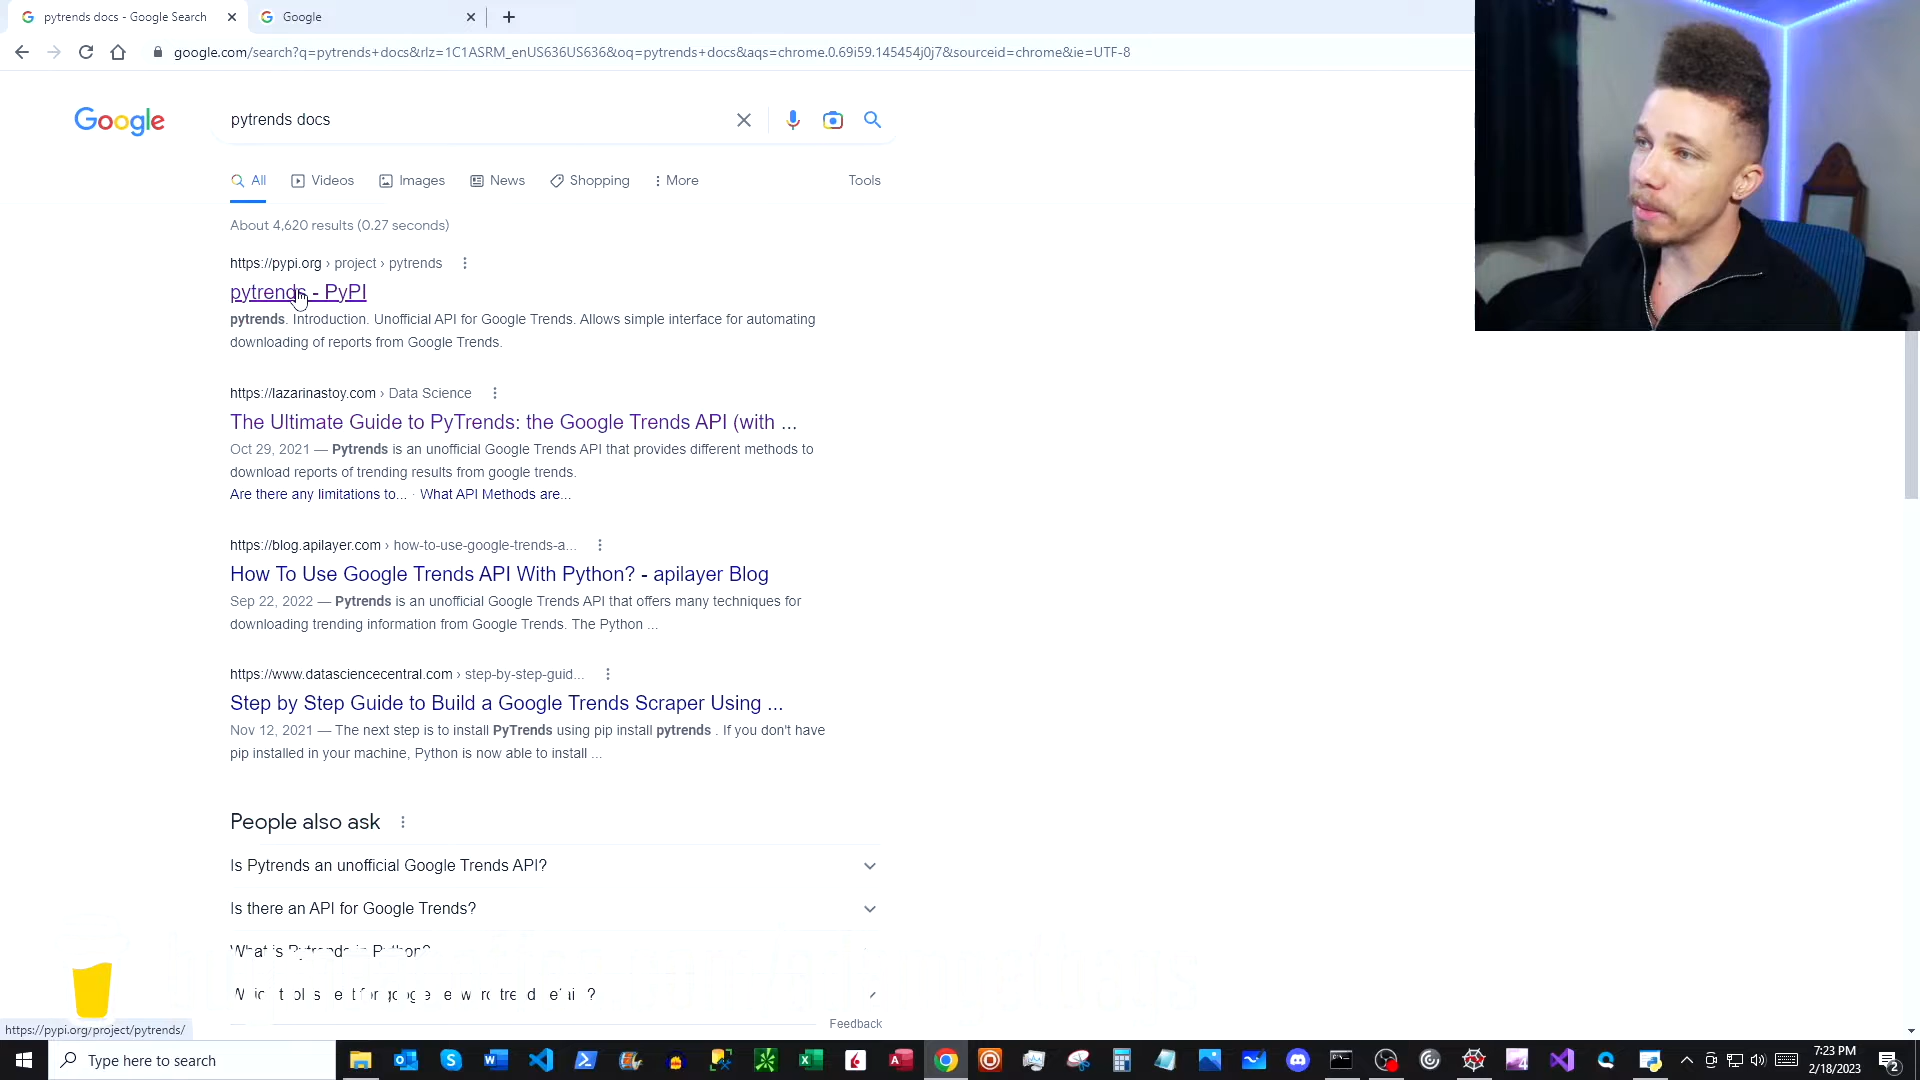 pytrends docs - Google Search
Google
google.com/search?q=pytrends+docs&rlz=1C1ASRM_enUS636US636&oq=pytrends+docs&aqs=chrome.0.69i59.145454j0j7&sourceid=chrome&ie=UTF-8
Google
pytrends docs
All
Videos
Images
News
Shopping
More
Tools
About 4,620 results (0.27 seconds)
https://pypi.org › project › pytrends
pytrends - PyPI
pytrends. Introduction. Unofficial API for Google Trends. Allows simple interface for automating
downloading of reports from Google Trends.
https://lazarinastoy.com › Data Science
The Ultimate Guide to PyTrends: the Google Trends API (with ...
Oct 29, 2021 — Pytrends is an unofficial Google Trends API that provides different methods to
download reports of trending results from google trends.
Are there any limitations to... · What API Methods are...
https://blog.apilayer.com › how-to-use-google-trends-a...
How To Use Google Trends API With Python? - apilayer Blog
Sep 22, 2022 — Pytrends is an unofficial Google Trends API that offers many techniques for
downloading trending information from Google Trends. The Python ...
https://www.datasciencecentral.com › step-by-step-guid...
Step by Step Guide to Build a Google Trends Scraper Using ...
Nov 12, 2021 — The next step is to install PyTrends using pip install pytrends . If you don't have
pip installed in your machine, Python is now able to install ...
People also ask
Is Pytrends an unofficial Google Trends API?
Is there an API for Google Trends?
What is Pytrends in Python?
Feedback
https://pypi.org/project/pytrends/
Type here to search
7:23 PM
2/18/2023
2